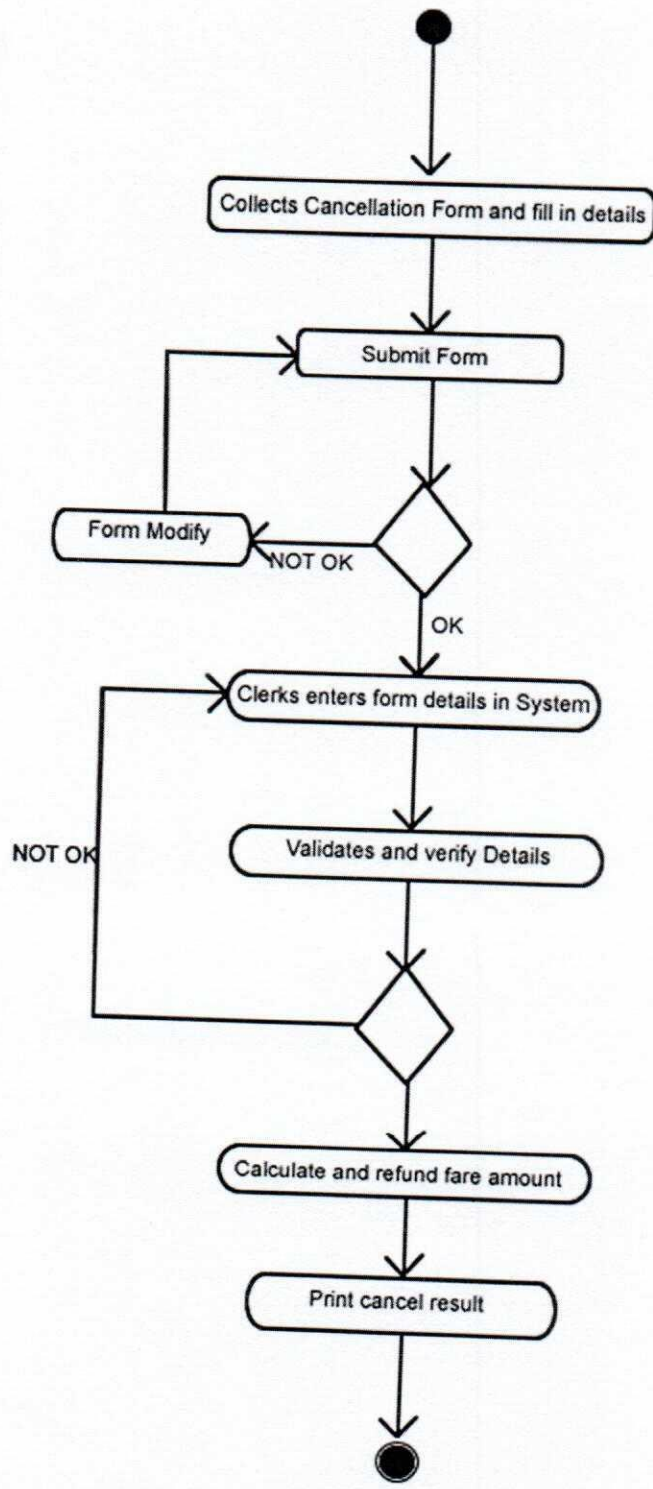 Collects Cancellation Form and fill in details
Submit Form
Form Modify
NOT OK
OK
Clerks enters form details in System
NOT OK
Validates and verify Details
Calculate and refund fare amount
Print cancel result